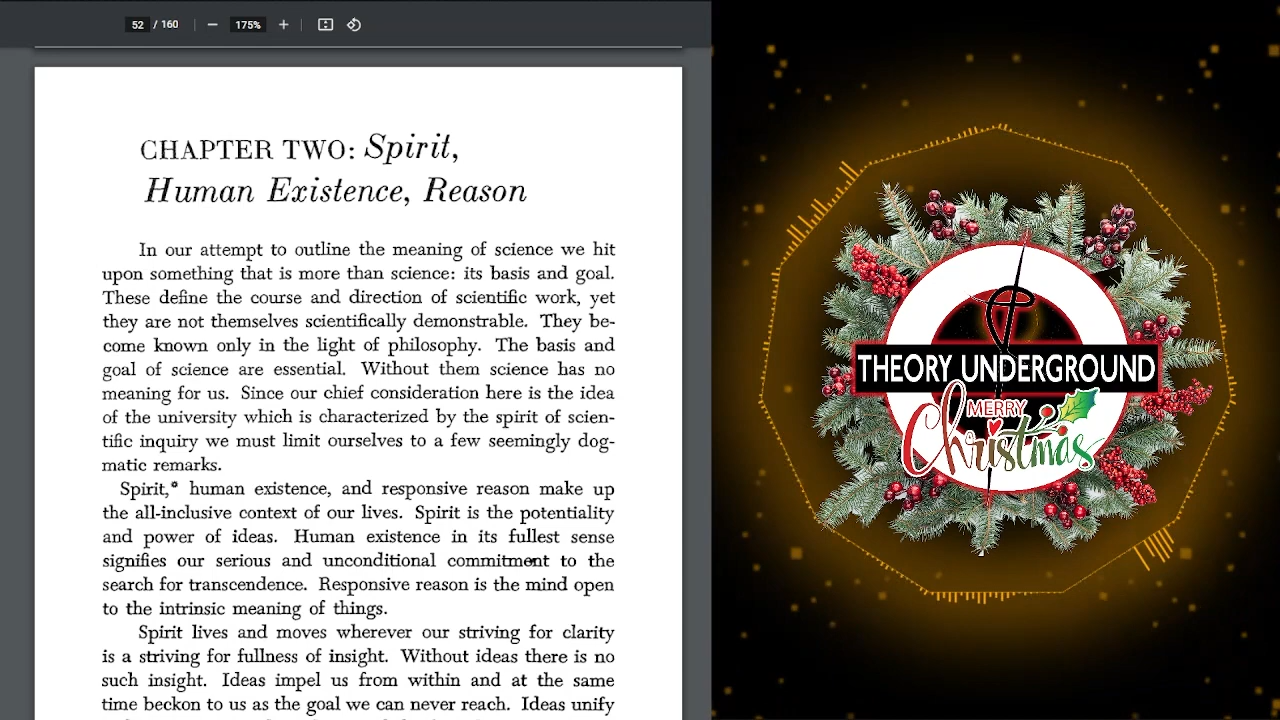 52 / 160
175%
CHAPTER TWO: Spirit,
Human Existence, Reason
In our attempt to outline the meaning of science we hit
upon something that is more than science: its basis and goal.
These define the course and direction of scientific work, yet
they are not themselves scientifically demonstrable. They be-
come known only in the light of philosophy. The basis and
goal of science are essential. Without them science has no
meaning for us. Since our chief consideration here is the idea
of the university which is characterized by the spirit of scien-
tific inquiry we must limit ourselves to a few seemingly dog-
matic remarks.
Spirit,* human existence, and responsive reason make up
the all-inclusive context of our lives. Spirit is the potentiality
and power of ideas. Human existence in its fullest sense
signifies our serious and unconditional commitment to the
search for transcendence. Responsive reason is the mind open
to the intrinsic meaning of things.
Spirit lives and moves wherever our striving for clarity
is a striving for fullness of insight. Without ideas there is no
such insight. Ideas impel us from within and at the same
time beckon to us as the goal we can never reach. Ideas unify
THEORY UNDERGROUND
MERRY
Christmas